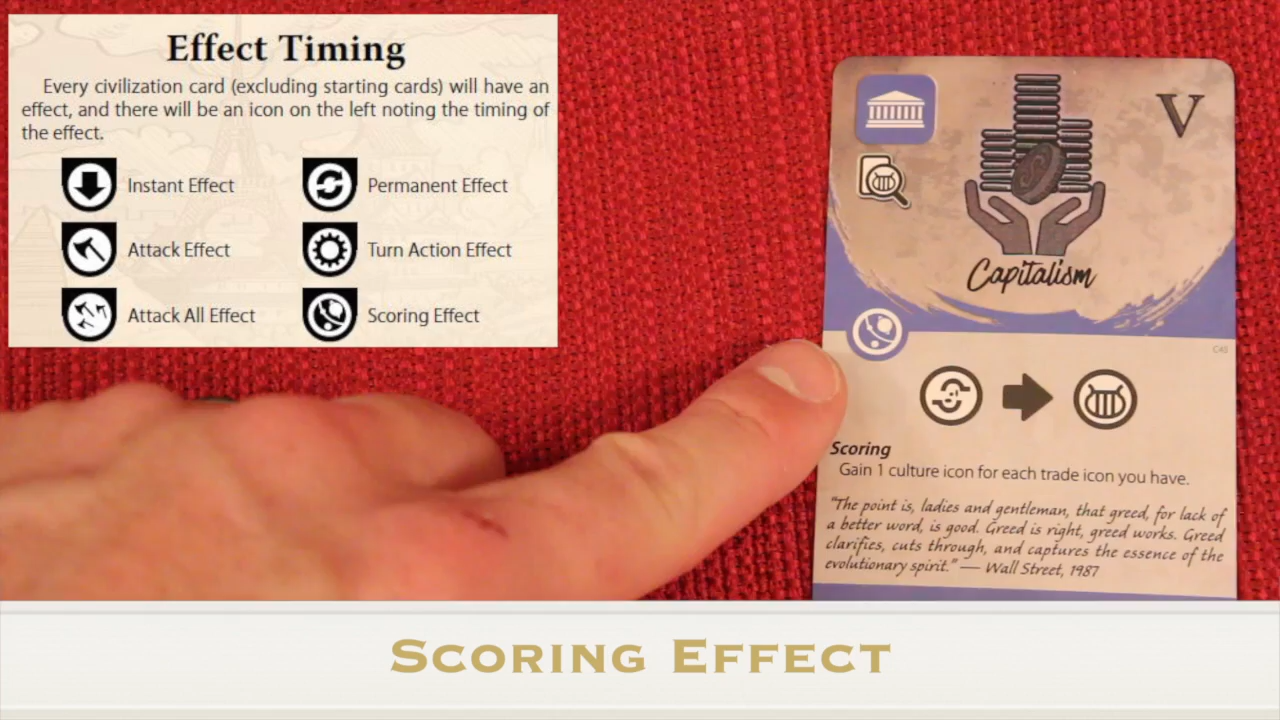 Effect Timing
Every civilization card (excluding starting cards) will have an
effect, and there will be an icon on the left noting the timing of
the effect.
Instant Effect
Permanent Effect
Attack Effect
Turn Action Effect
Attack All Effect
Scoring Effect
V
Capitalism
C45
Scoring
Gain 1 culture icon for each trade icon you have.
"The point is, ladies and gentleman, that greed, for lack of
a better word, is good. Greed is right, greed works. Greed
clarifies, cuts through, and captures the essence of the
evolutionary spirit." — Wall Street, 1987
Scoring Effect